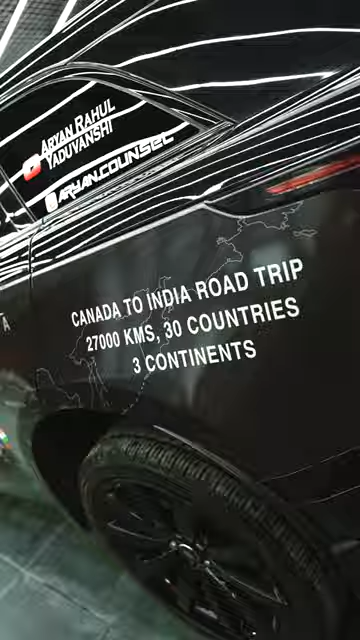 ARYAN RAHUL
YADUVANSHI
ARYAN.COUNSEL
CANADA TO INDIA ROAD TRIP
27000 KMS, 30 COUNTRIES
3 CONTINENTS